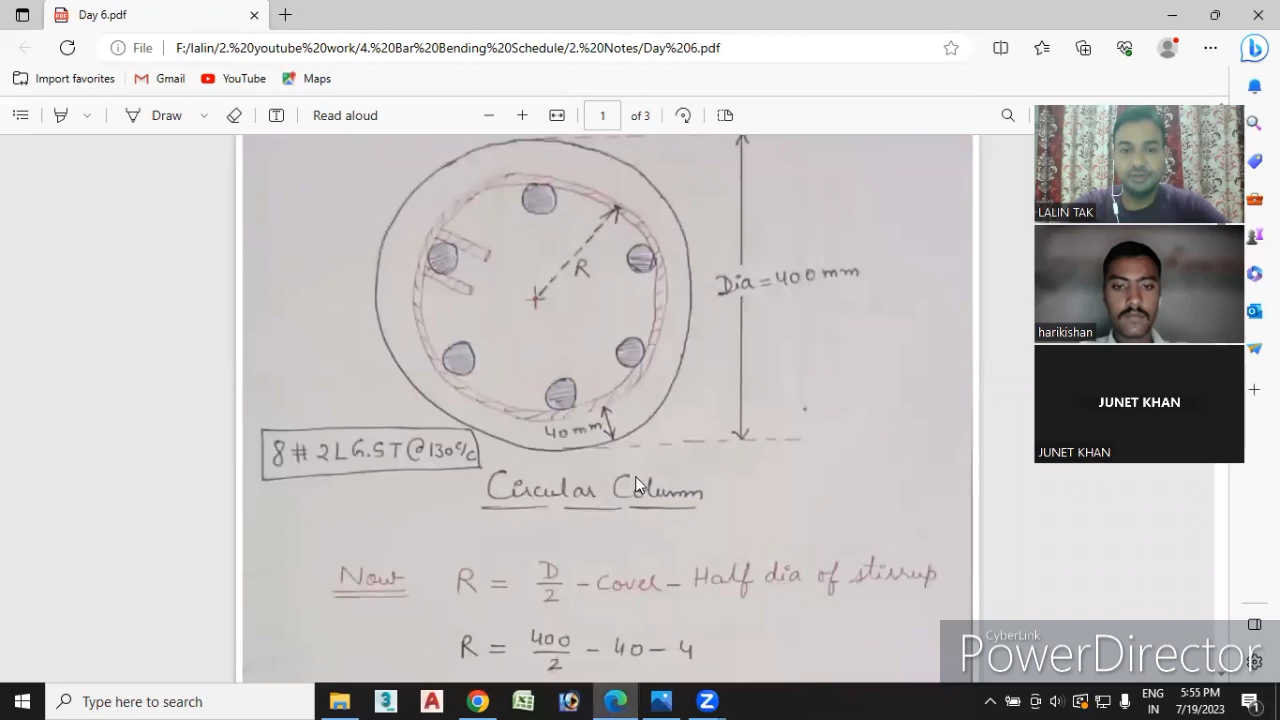 Day 6.pdf
File
F:/lalin/2.%20youtube%20work/4.%20Bar%20Bending%20Schedule/2.%20Notes/Day%206.pdf
Import favorites
Gmail
YouTube
Maps
Draw
Read aloud
1
of 3
LALIN TAK
harikishan
JUNET KHAN
JUNET KHAN
R
Dia = 400 mm
40 mm
8 # 2L G.ST @ 130 c/c
Circular Column
Now R = D/2 - Cover - Half dia of stirrup
R = 400/2 - 40 - 4
CyberLink
PowerDirector
Type here to search
ENG
IN
5:55 PM
7/19/2023
1